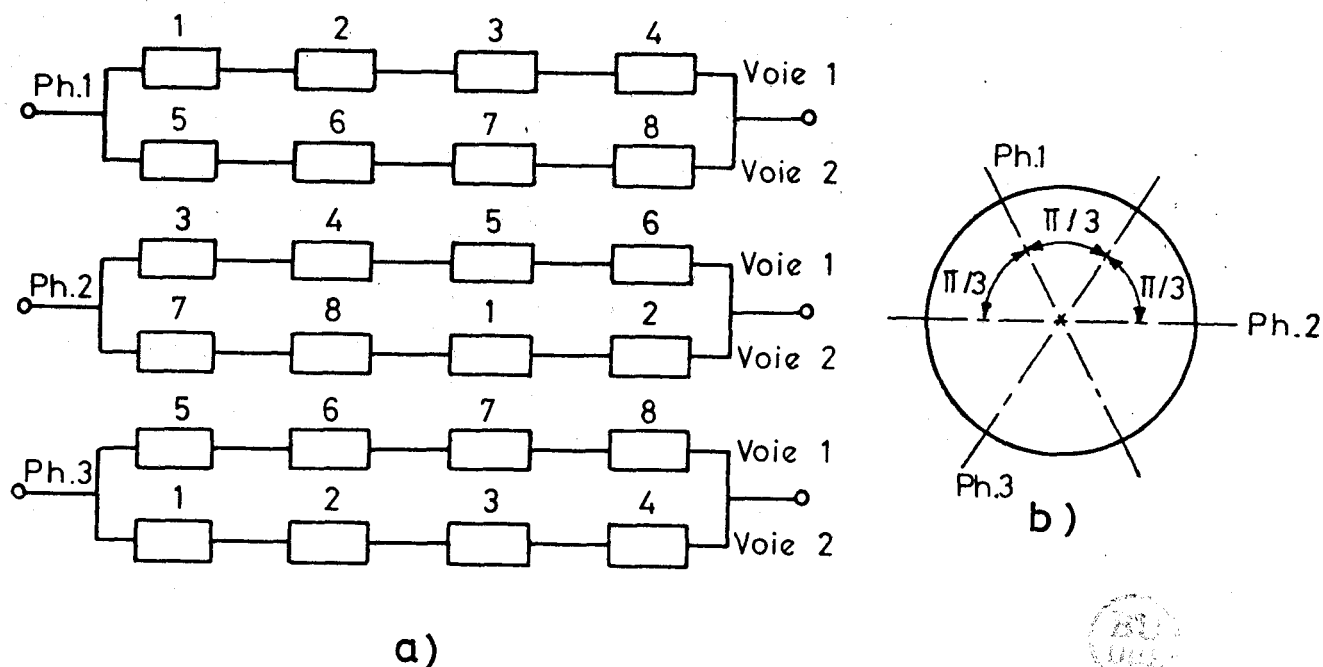 1 2 3 4
Ph.1
Voie 1
5 6 7 8
Voie 2
3 4 5 6
Ph.2
Voie 1
7 8 1 2
Voie 2
5 6 7 8
Ph.3
Voie 1
1 2 3 4
Voie 2
a)
Ph.1
π/3
π/3
π/3
Ph.2
Ph.3
b)